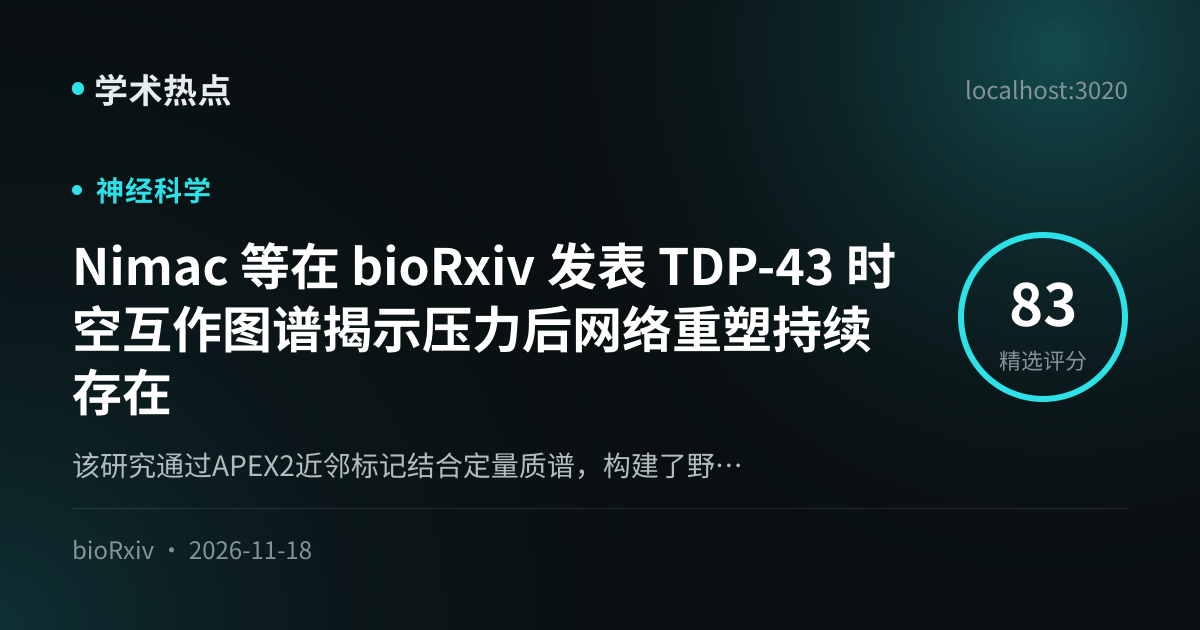 学术热点
localhost:3020
神经科学
Nimac 等在 bioRxiv 发表 TDP-43 时
空互作图谱揭示压力后网络重塑持续
存在
83
精选评分
该研究通过APEX2近邻标记结合定量质谱，构建了野…
bioRxiv · 2026-11-18